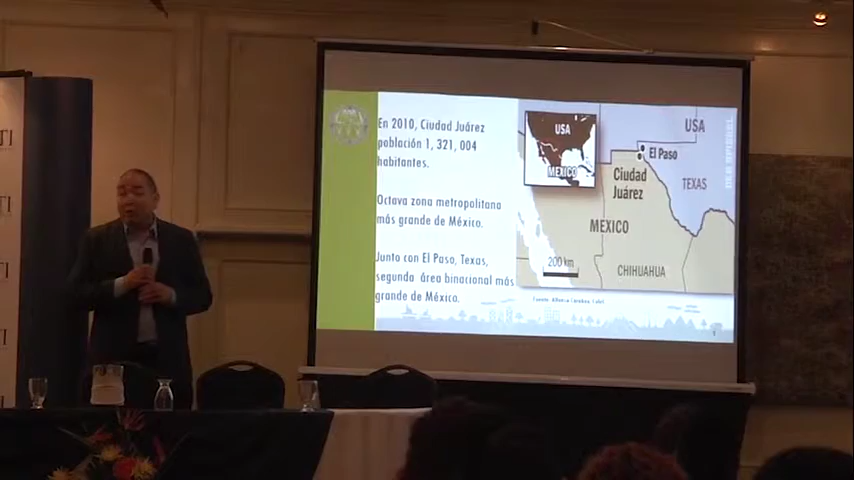 En 2010, Ciudad Juárez
población 1, 321, 004
habitantes.
Octava zona metropolitana
más grande de México.
Junto con El Paso, Texas,
segunda área binacional más
grande de México.
USA
MEXICO
USA
El Paso
Ciudad
Juárez
TEXAS
MEXICO
200 km
CHIHUAHUA